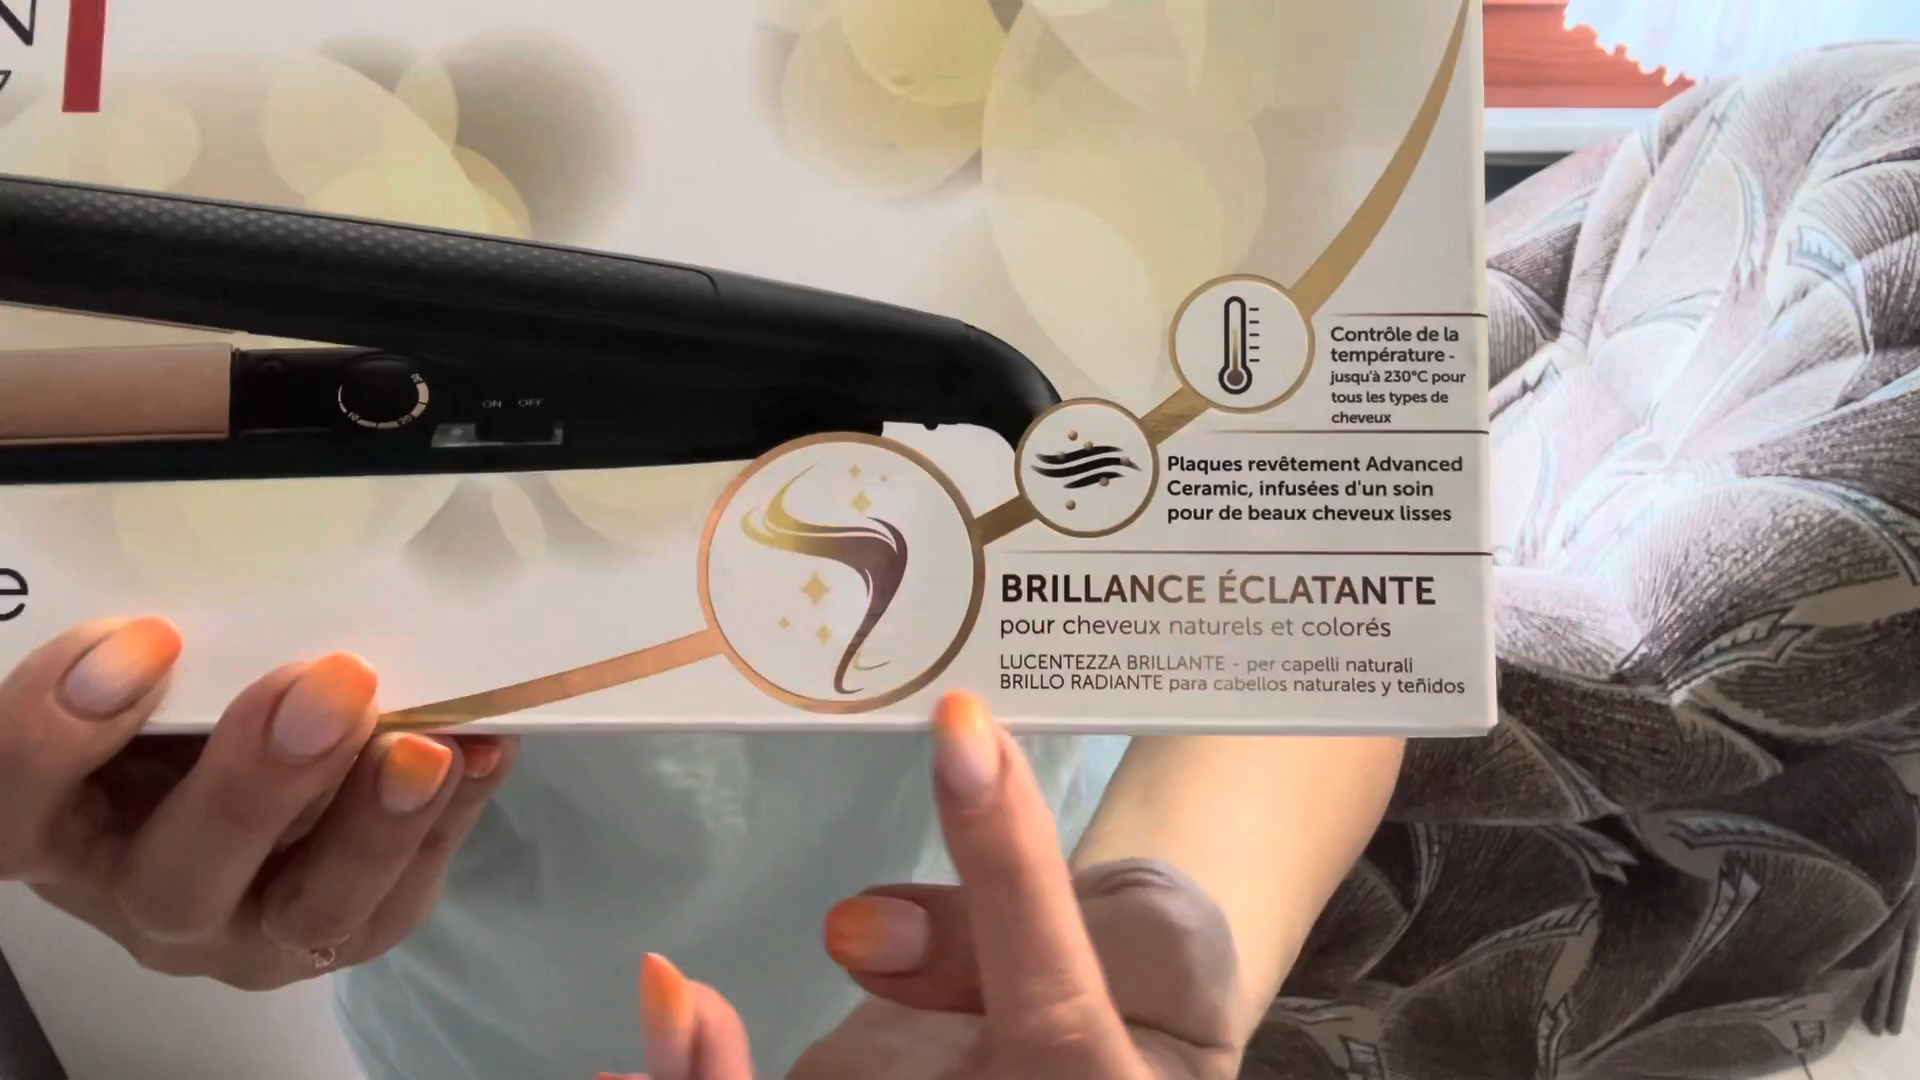 N
7
ON OFF
Contrôle de la
température -
jusqu'à 230°C pour
tous les types de
cheveux
Plaques revêtement Advanced
Ceramic, infusées d'un soin
pour de beaux cheveux lisses
e
BRILLANCE ÉCLATANTE
pour cheveux naturels et colorés
LUCENTEZZA BRILLANTE - per capelli naturali
BRILLO RADIANTE para cabellos naturales y teñidos